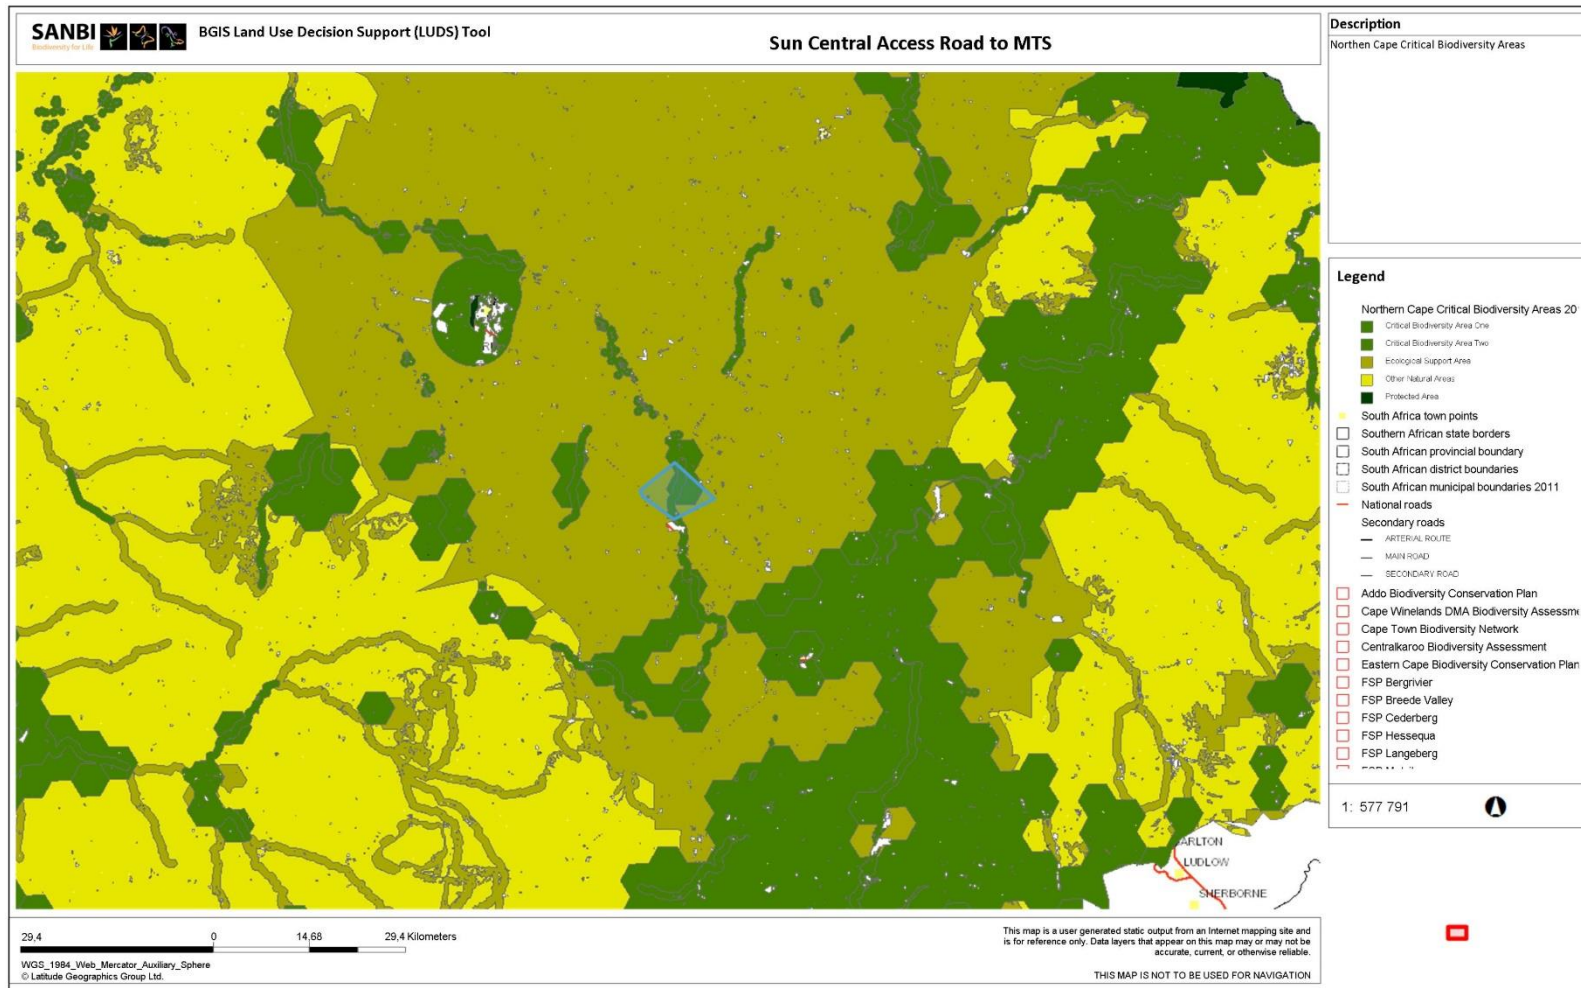 SANBI
Biodiversity for Life
BGIS Land Use Decision Support (LUDS) Tool
Sun Central Access Road to MTS
Description
Northen Cape Critical Biodiversity Areas
Legend
Northern Cape Critical Biodiversity Areas 20
Critical Biodiversity Area One
Critical Biodiversity Area Two
Ecological Support Area
Other Natural Areas
Protected Area
South Africa town points
Southern African state borders
South African provincial boundary
South African district boundaries
South African municipal boundaries 2011
National roads
Secondary roads
ARTERIAL ROUTE
MAIN ROAD
SECONDARY ROAD
Addo Biodiversity Conservation Plan
Cape Winelands DMA Biodiversity Assessme
Cape Town Biodiversity Network
Centralkaroo Biodiversity Assessment
Eastern Cape Biodiversity Conservation Plan
FSP Bergrivier
FSP Breede Valley
FSP Cederberg
FSP Hessequa
FSP Langeberg
1: 577 791
ARLTON
LUDLOW
SHERBORNE
29,4 0 14,68 29,4 Kilometers
WGS_1984_Web_Mercator_Auxiliary_Sphere
© Latitude Geographics Group Ltd.
This map is a user generated static output from an Internet mapping site and
is for reference only. Data layers that appear on this map may or may not be
accurate, current, or otherwise reliable.
THIS MAP IS NOT TO BE USED FOR NAVIGATION